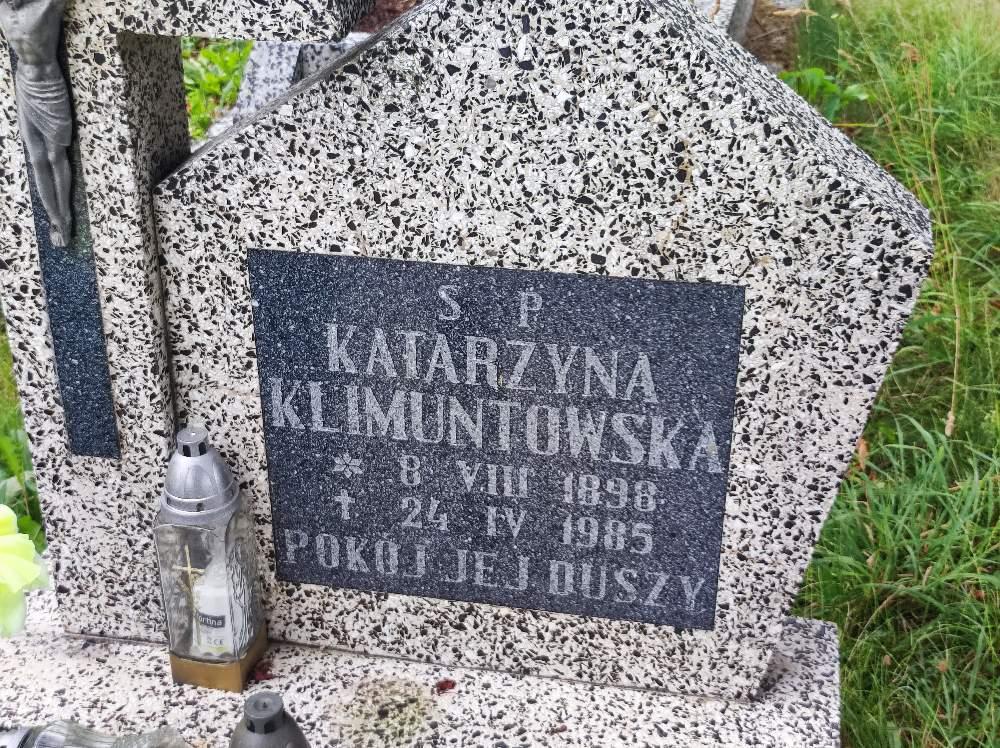 S P
KATARZYNA
KLIMUNTOWSKA
* 8 VIII 1898
† 24 IV 1985
POKÓJ JEJ DUSZY